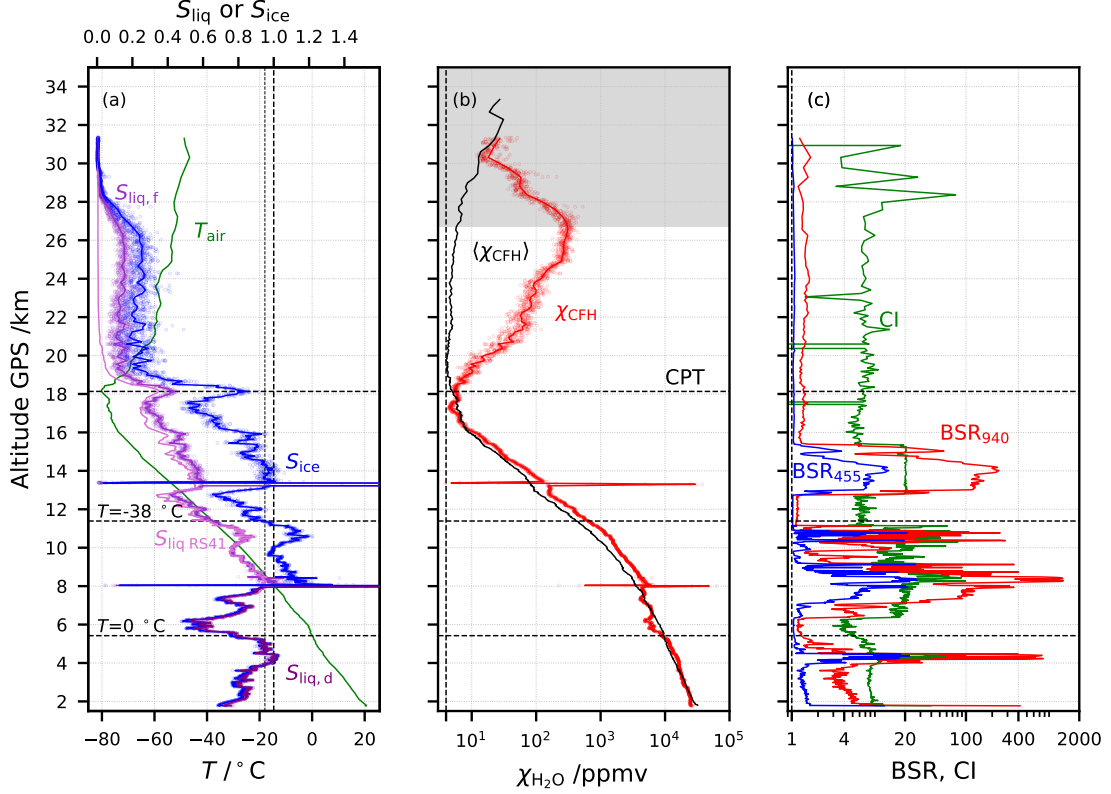 S_liq or S_ice
0.0 0.2 0.4 0.6 0.8 1.0 1.2 1.4
(a)
(b)
(c)
34
32
30
28
26
24
22
20
18
16
14
12
10
8
6
4
2
Altitude GPS /km
S_liq,f
T_air
S_ice
T=-38 °C
S_liq RS41
T=0 °C
S_liq,d
⟨χ_CFH⟩
χ_CFH
CPT
CI
BSR_940
BSR_455
−80 −60 −40 −20 0 20
10^1 10^2 10^3 10^4 10^5
1 4 20 100 400 2000
T /°C
χ_H₂O /ppmv
BSR, CI